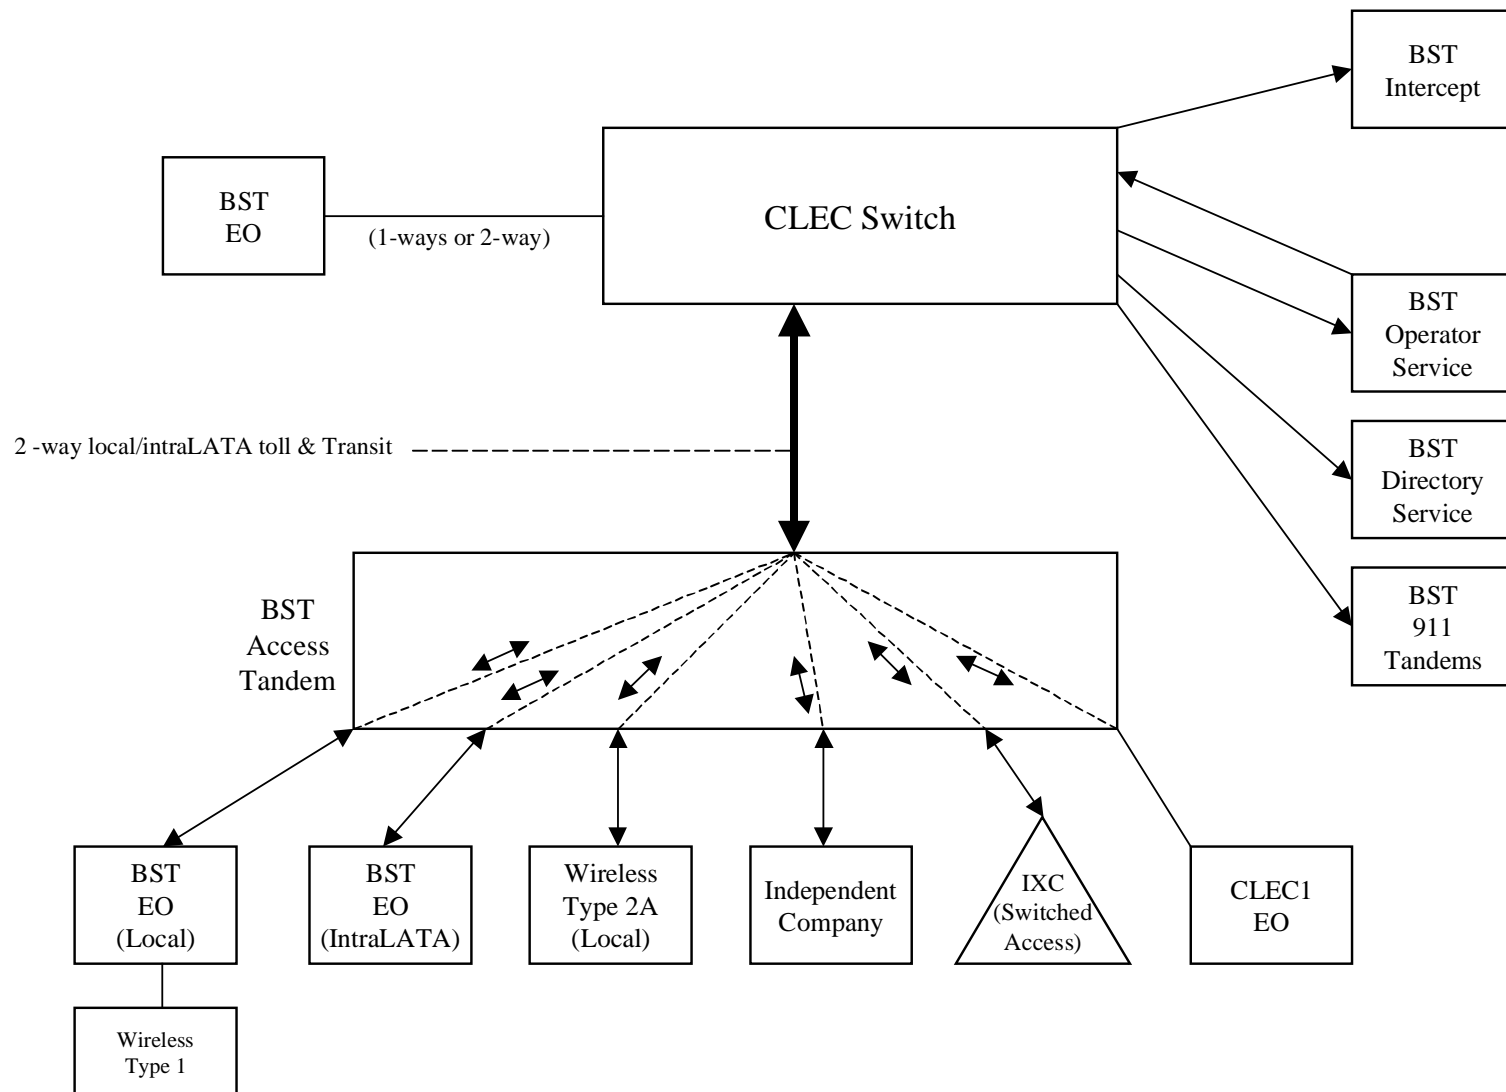 BST
Intercept
BST
EO
(1-ways or 2-way)
CLEC Switch
BST
Operator
Service
2 -way local/intraLATA toll & Transit
BST
Directory
Service
BST
911
Tandems
BST
Access
Tandem
BST
EO
(Local)
BST
EO
(IntraLATA)
Wireless
Type 2A
(Local)
Independent
Company
IXC
(Switched
Access)
CLEC1
EO
Wireless
Type 1